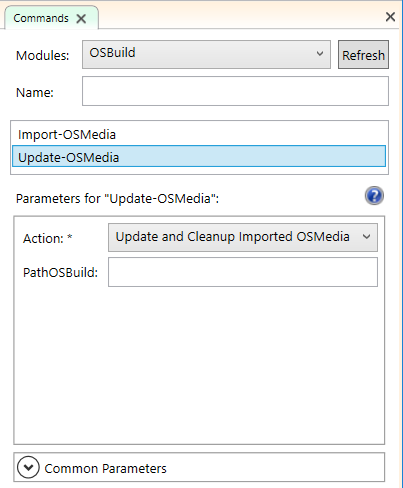 Commands
Modules: OSBuild Refresh
Name:
Import-OSMedia
Update-OSMedia
Parameters for "Update-OSMedia":
Action: * Update and Cleanup Imported OSMedia
PathOSBuild:
Common Parameters